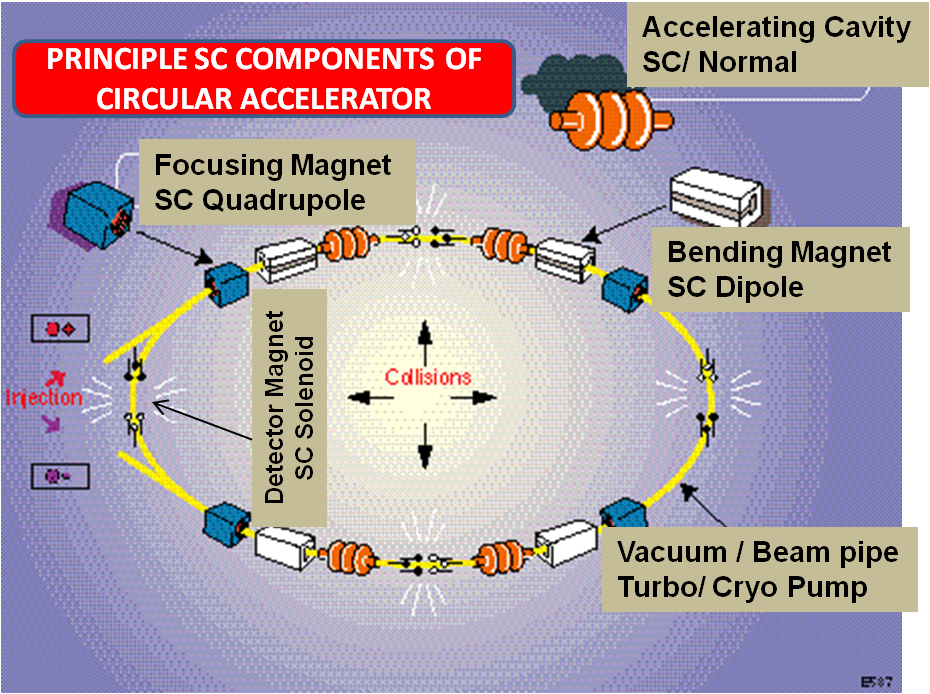 PRINCIPLE SC COMPONENTS OF
CIRCULAR ACCELERATOR
Accelerating Cavity
SC/ Normal
Focusing Magnet
SC Quadrupole
Bending Magnet
SC Dipole
Detector Magnet
SC Solenoid
Collisions
Injection
Vacuum / Beam pipe
Turbo/ Cryo Pump